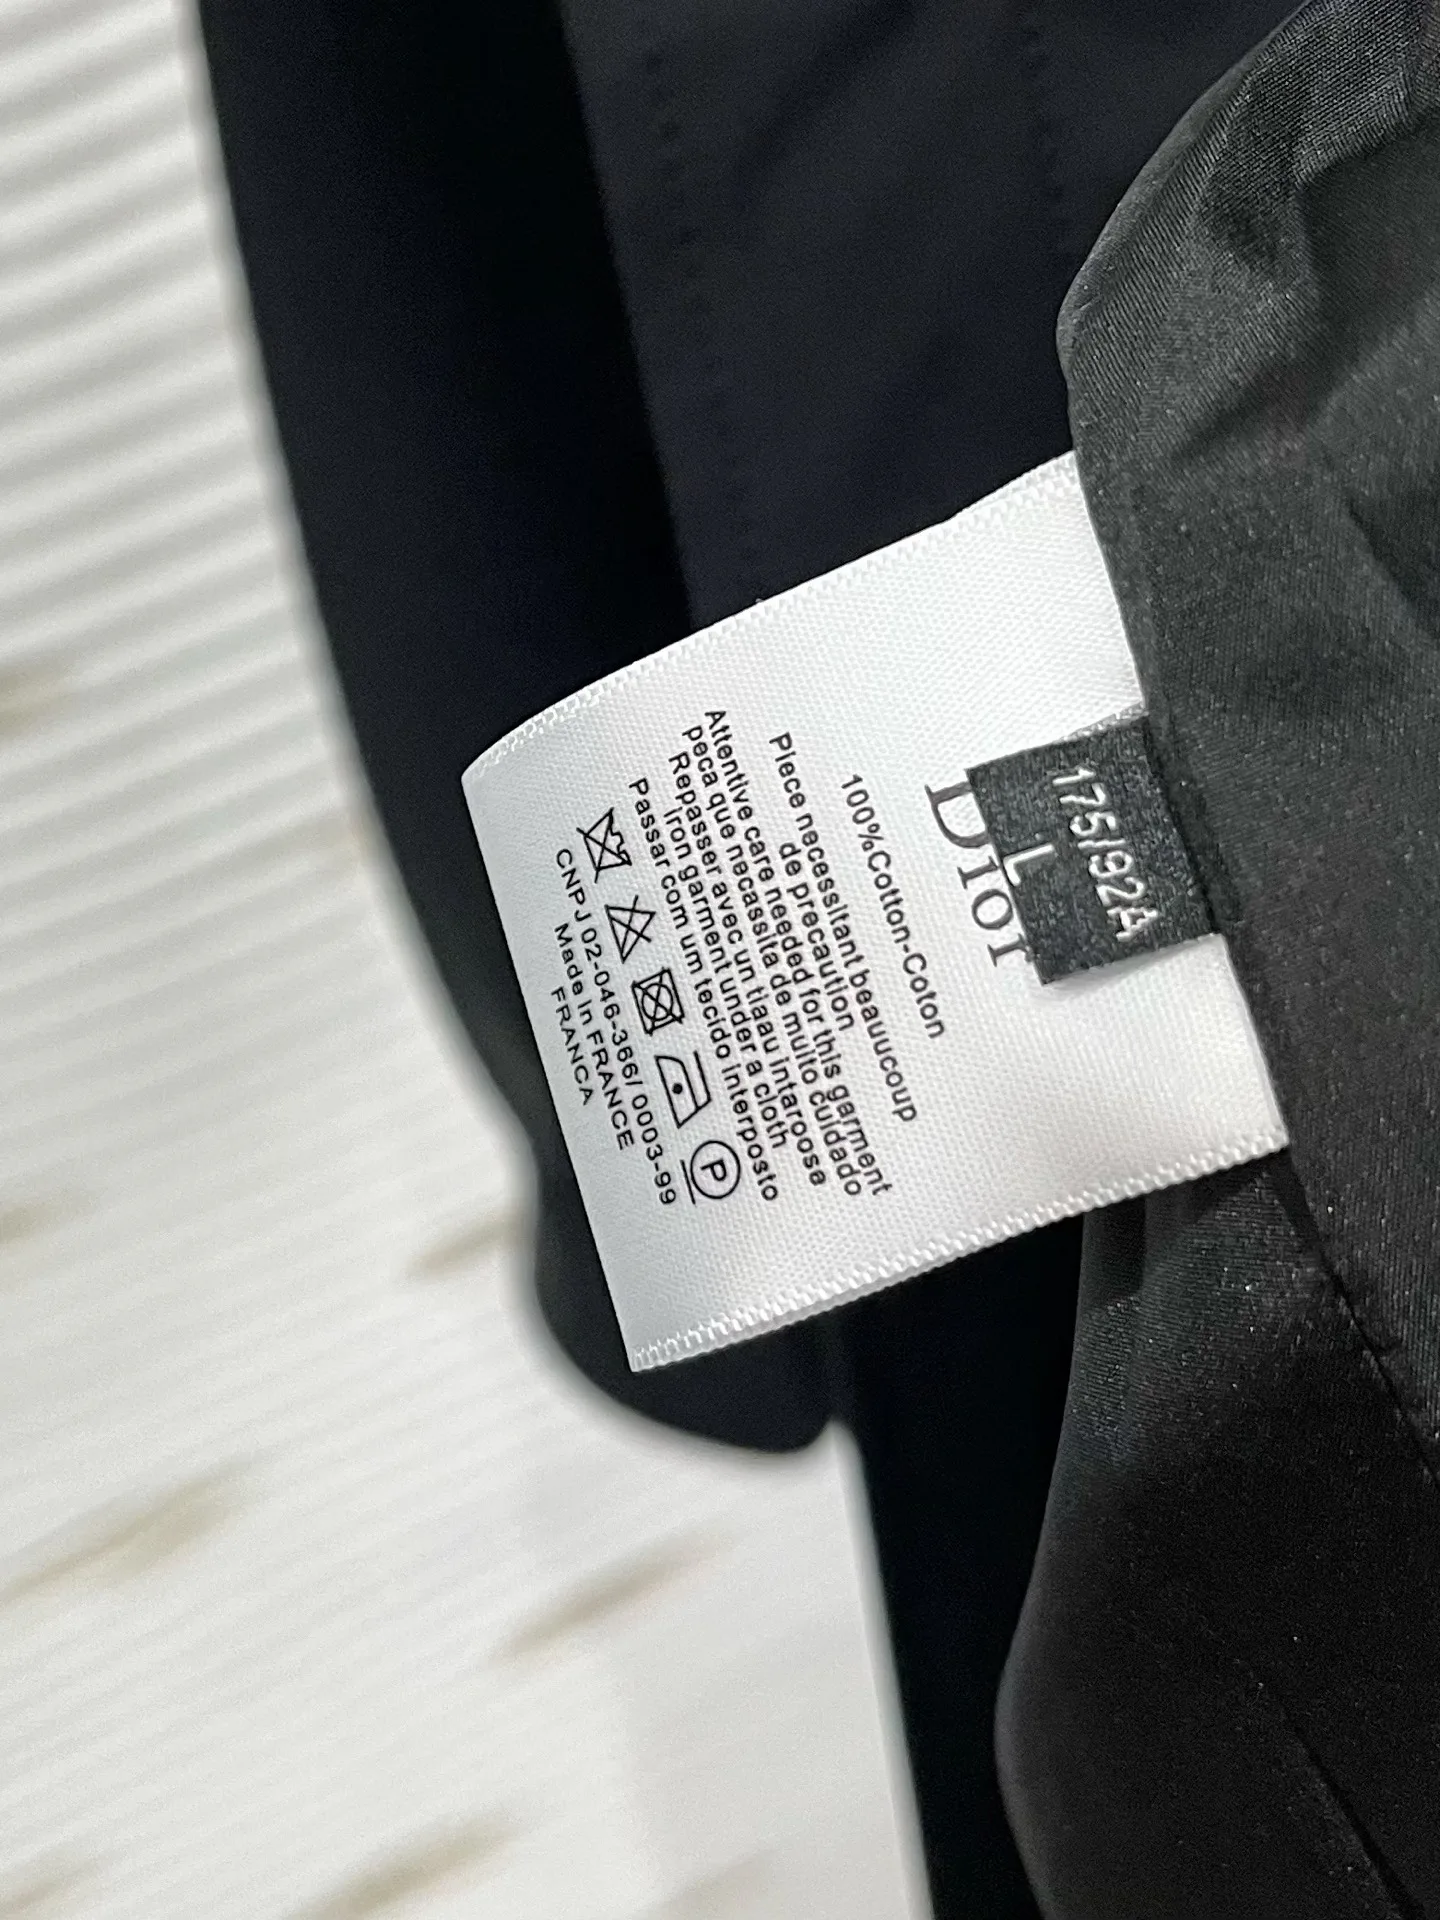 175/92A
L
Dior
100%Cotton-Coton
Piece necessitant beauucoup
de precaution
Attentive care needed for this garment
peca que necassita de muito cuidado
Repasser avec un tiaau intaroose
Iron garment under a cloth
Passar com um tecido interposto
P
CNPJ 02-046-366/ 0003-99
Made in FRANCE
FRANCA